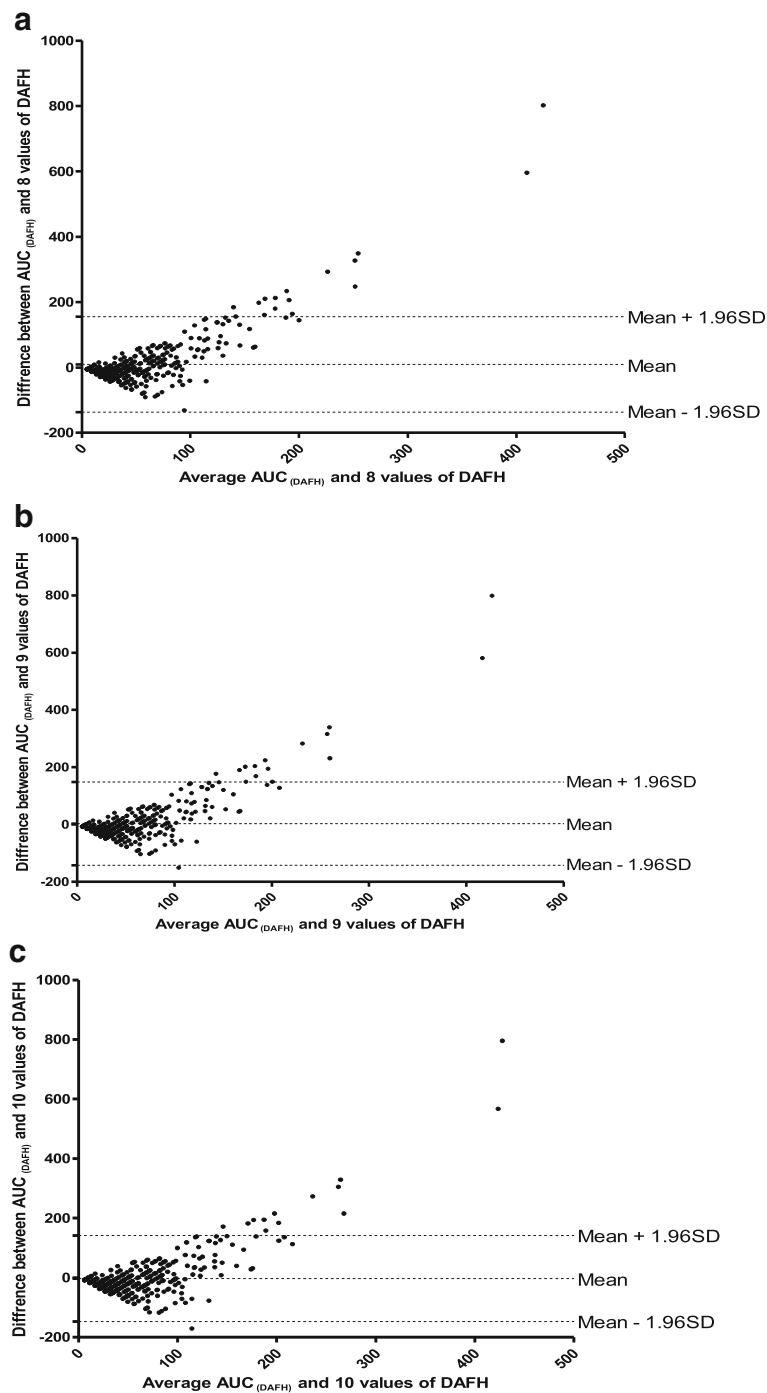 a
Diffrence between AUC (DAFH) and 8 values of DAFH
1000
800
600
400
200
0
-200
Mean + 1.96SD
Mean
Mean - 1.96SD
0 100 200 300 400 500
Average AUC (DAFH) and 8 values of DAFH
b
Diffrence between AUC (DAFH) and 9 values of DAFH
1000
800
600
400
200
0
-200
Mean + 1.96SD
Mean
Mean - 1.96SD
0 100 200 300 400 500
Average AUC (DAFH) and 9 values of DAFH
c
Diffrence between AUC (DAFH) and 10 values of DAFH
1000
800
600
400
200
0
-200
Mean + 1.96SD
Mean
Mean - 1.96SD
0 100 200 300 400 500
Average AUC (DAFH) and 10 values of DAFH